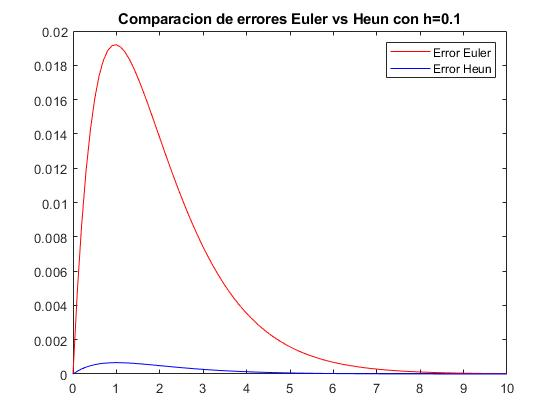 Comparacion de errores Euler vs Heun con h=0.1
Error Euler
Error Heun
0.02
0.018
0.016
0.014
0.012
0.01
0.008
0.006
0.004
0.002
0
0 1 2 3 4 5 6 7 8 9 10